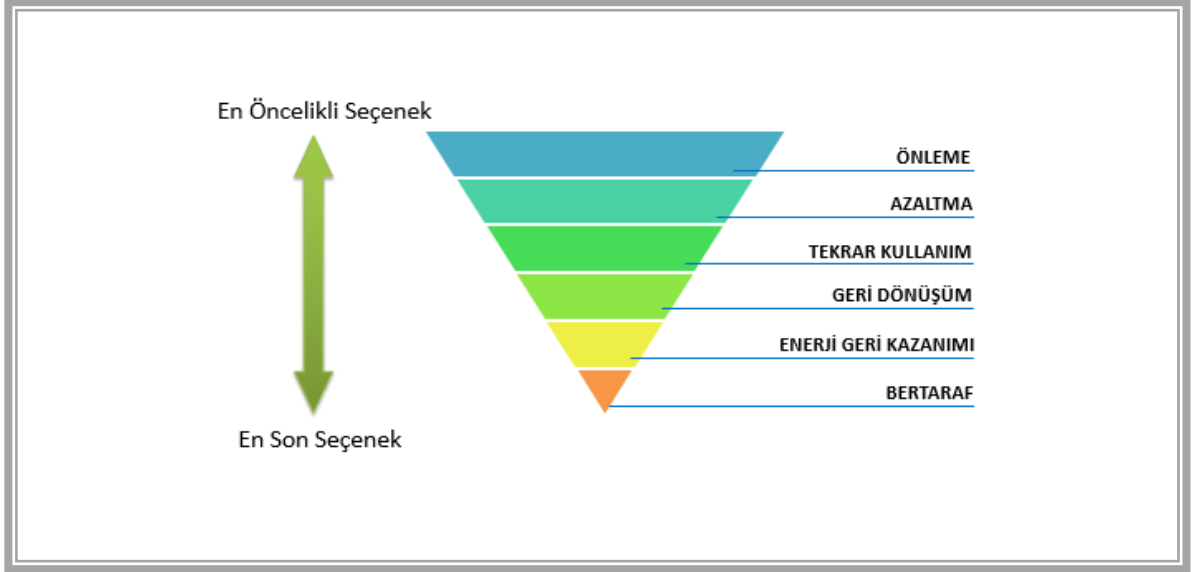 En Öncelikli Seçenek
ÖNLEME
AZALTMA
TEKRAR KULLANIM
GERİ DÖNÜŞÜM
ENERJİ GERİ KAZANIMI
BERTARAF
En Son Seçenek